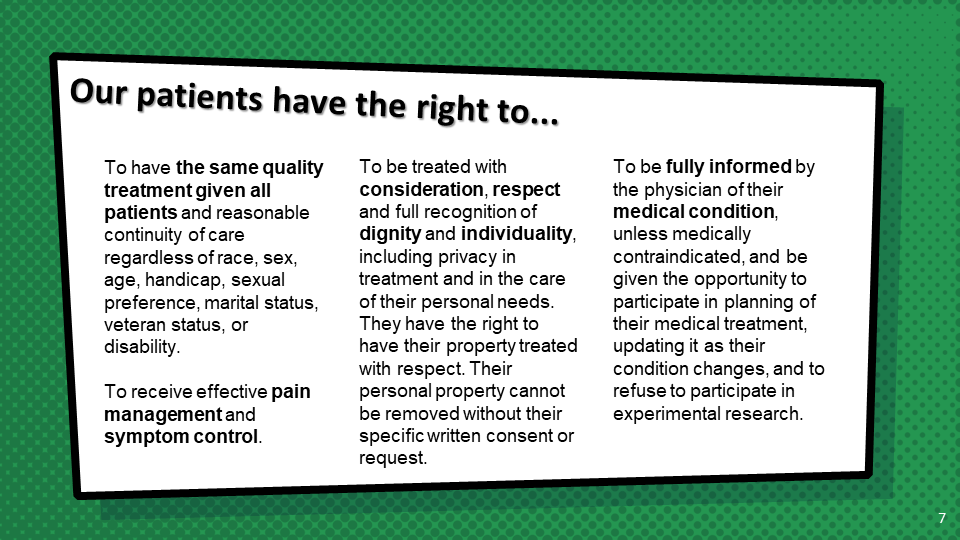 Our patients have the right to...
To have the same quality
treatment given all
patients and reasonable
continuity of care
regardless of race, sex,
age, handicap, sexual
preference, marital status,
veteran status, or
disability.
To receive effective pain
management and
symptom control.
To be treated with
consideration, respect
and full recognition of
dignity and individuality,
including privacy in
treatment and in the care
of their personal needs.
They have the right to
have their property treated
with respect. Their
personal property cannot
be removed without their
specific written consent or
request.
To be fully informed by
the physician of their
medical condition,
unless medically
contraindicated, and be
given the opportunity to
participate in planning of
their medical treatment,
updating it as their
condition changes, and to
refuse to participate in
experimental research.
7